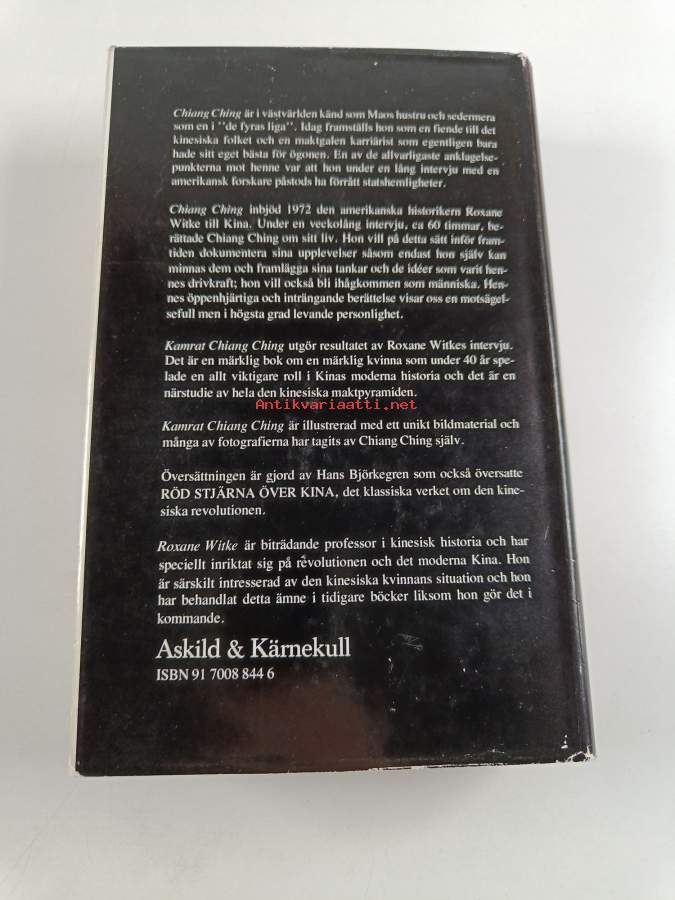 Chiang Ching är i västvärlden känd som Maos hustru och sedermera
som en i "de fyras liga". Idag framställs hon som en fiende till det
kinesiska folket och en maktgalen karriärist som egentligen bara
hade sitt eget bästa för ögonen. En av de allvarligaste anklagelse-
punkterna mot henne var att hon under en lång intervju med en
amerikansk forskare påstods ha förrått statshemligheter.
Chiang Ching inbjöd 1972 den amerikanska historikern Roxane
Witke till Kina. Under en veckolång intervju, ca 60 timmar, be-
rättade Chiang Ching om sitt liv. Hon vill på detta sätt inför fram-
tiden dokumentera sina upplevelser såsom endast hon själv kan
minnas dem och framlägga sina tankar och de idéer som varit hen-
nes drivkraft; hon vill också bli ihågkommen som människa. Hen-
nes öppenhjärtiga och inträngande berättelse visar oss en motsägel-
sefull men i högsta grad levande personlighet.
Kamrat Chiang Ching utgör resultatet av Roxane Witkes intervju.
Det är en märklig bok om en märklig kvinna som under 40 år spe-
lade en allt viktigare roll i Kinas moderna historia och det är en
närstudie av hela den kinesiska maktpyramiden.
Antikvariaatti.net
Kamrat Chiang Ching är illustrerad med ett unikt bildmaterial och
många av fotografierna har tagits av Chiang Ching själv.
Översättningen är gjord av Hans Björkegren som också översatte
RÖD STJÄRNA ÖVER KINA, det klassiska verket om den kine-
siska revolutionen.
Roxane Witke är biträdande professor i kinesisk historia och har
speciellt inriktat sig på revolutionen och det moderna Kina. Hon
är särskilt intresserad av den kinesiska kvinnans situation och hon
har behandlat detta ämne i tidigare böcker liksom hon gör det i
kommande.
Askild & Kärnekull
ISBN 91 7008 844 6